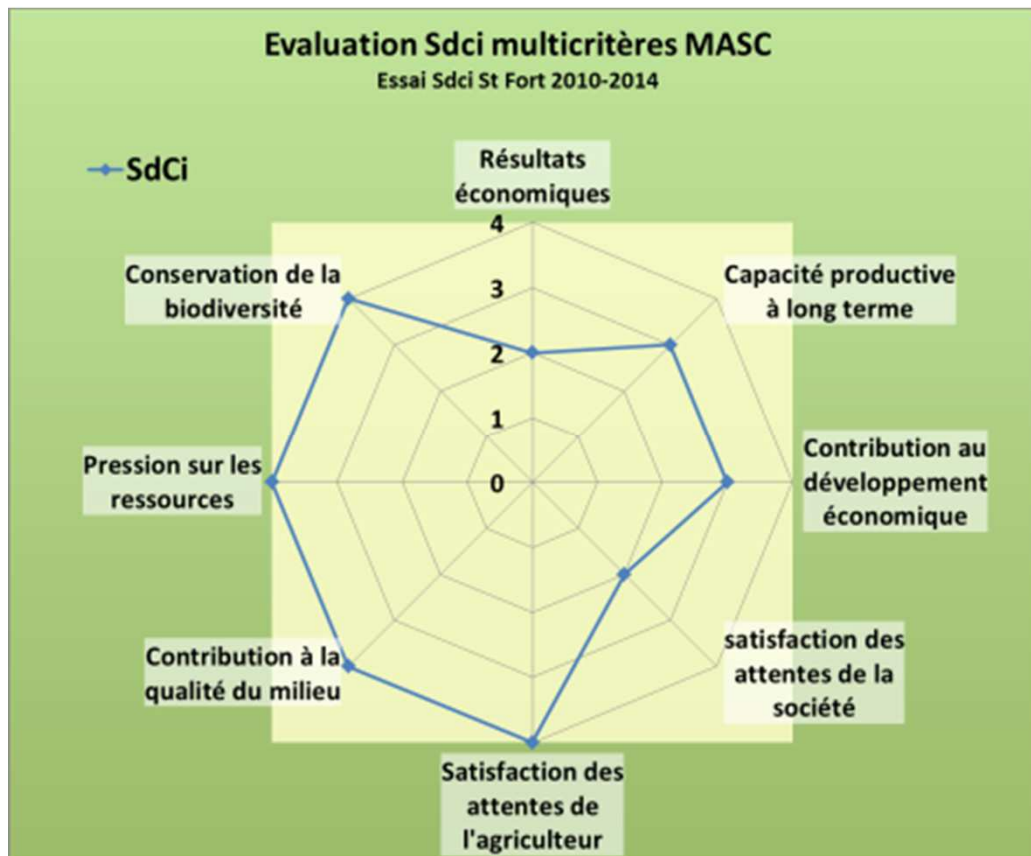 Evaluation Sdci multicritères MASC
Essai Sdci St Fort 2010-2014
SdCi
Résultats
économiques
4
3
2
1
0
Capacité productive
à long terme
Contribution au
développement
économique
satisfaction des
attentes de la
société
Satisfaction des
attentes de
l'agriculteur
Contribution à la
qualité du milieu
Pression sur les
ressources
Conservation de la
biodiversité